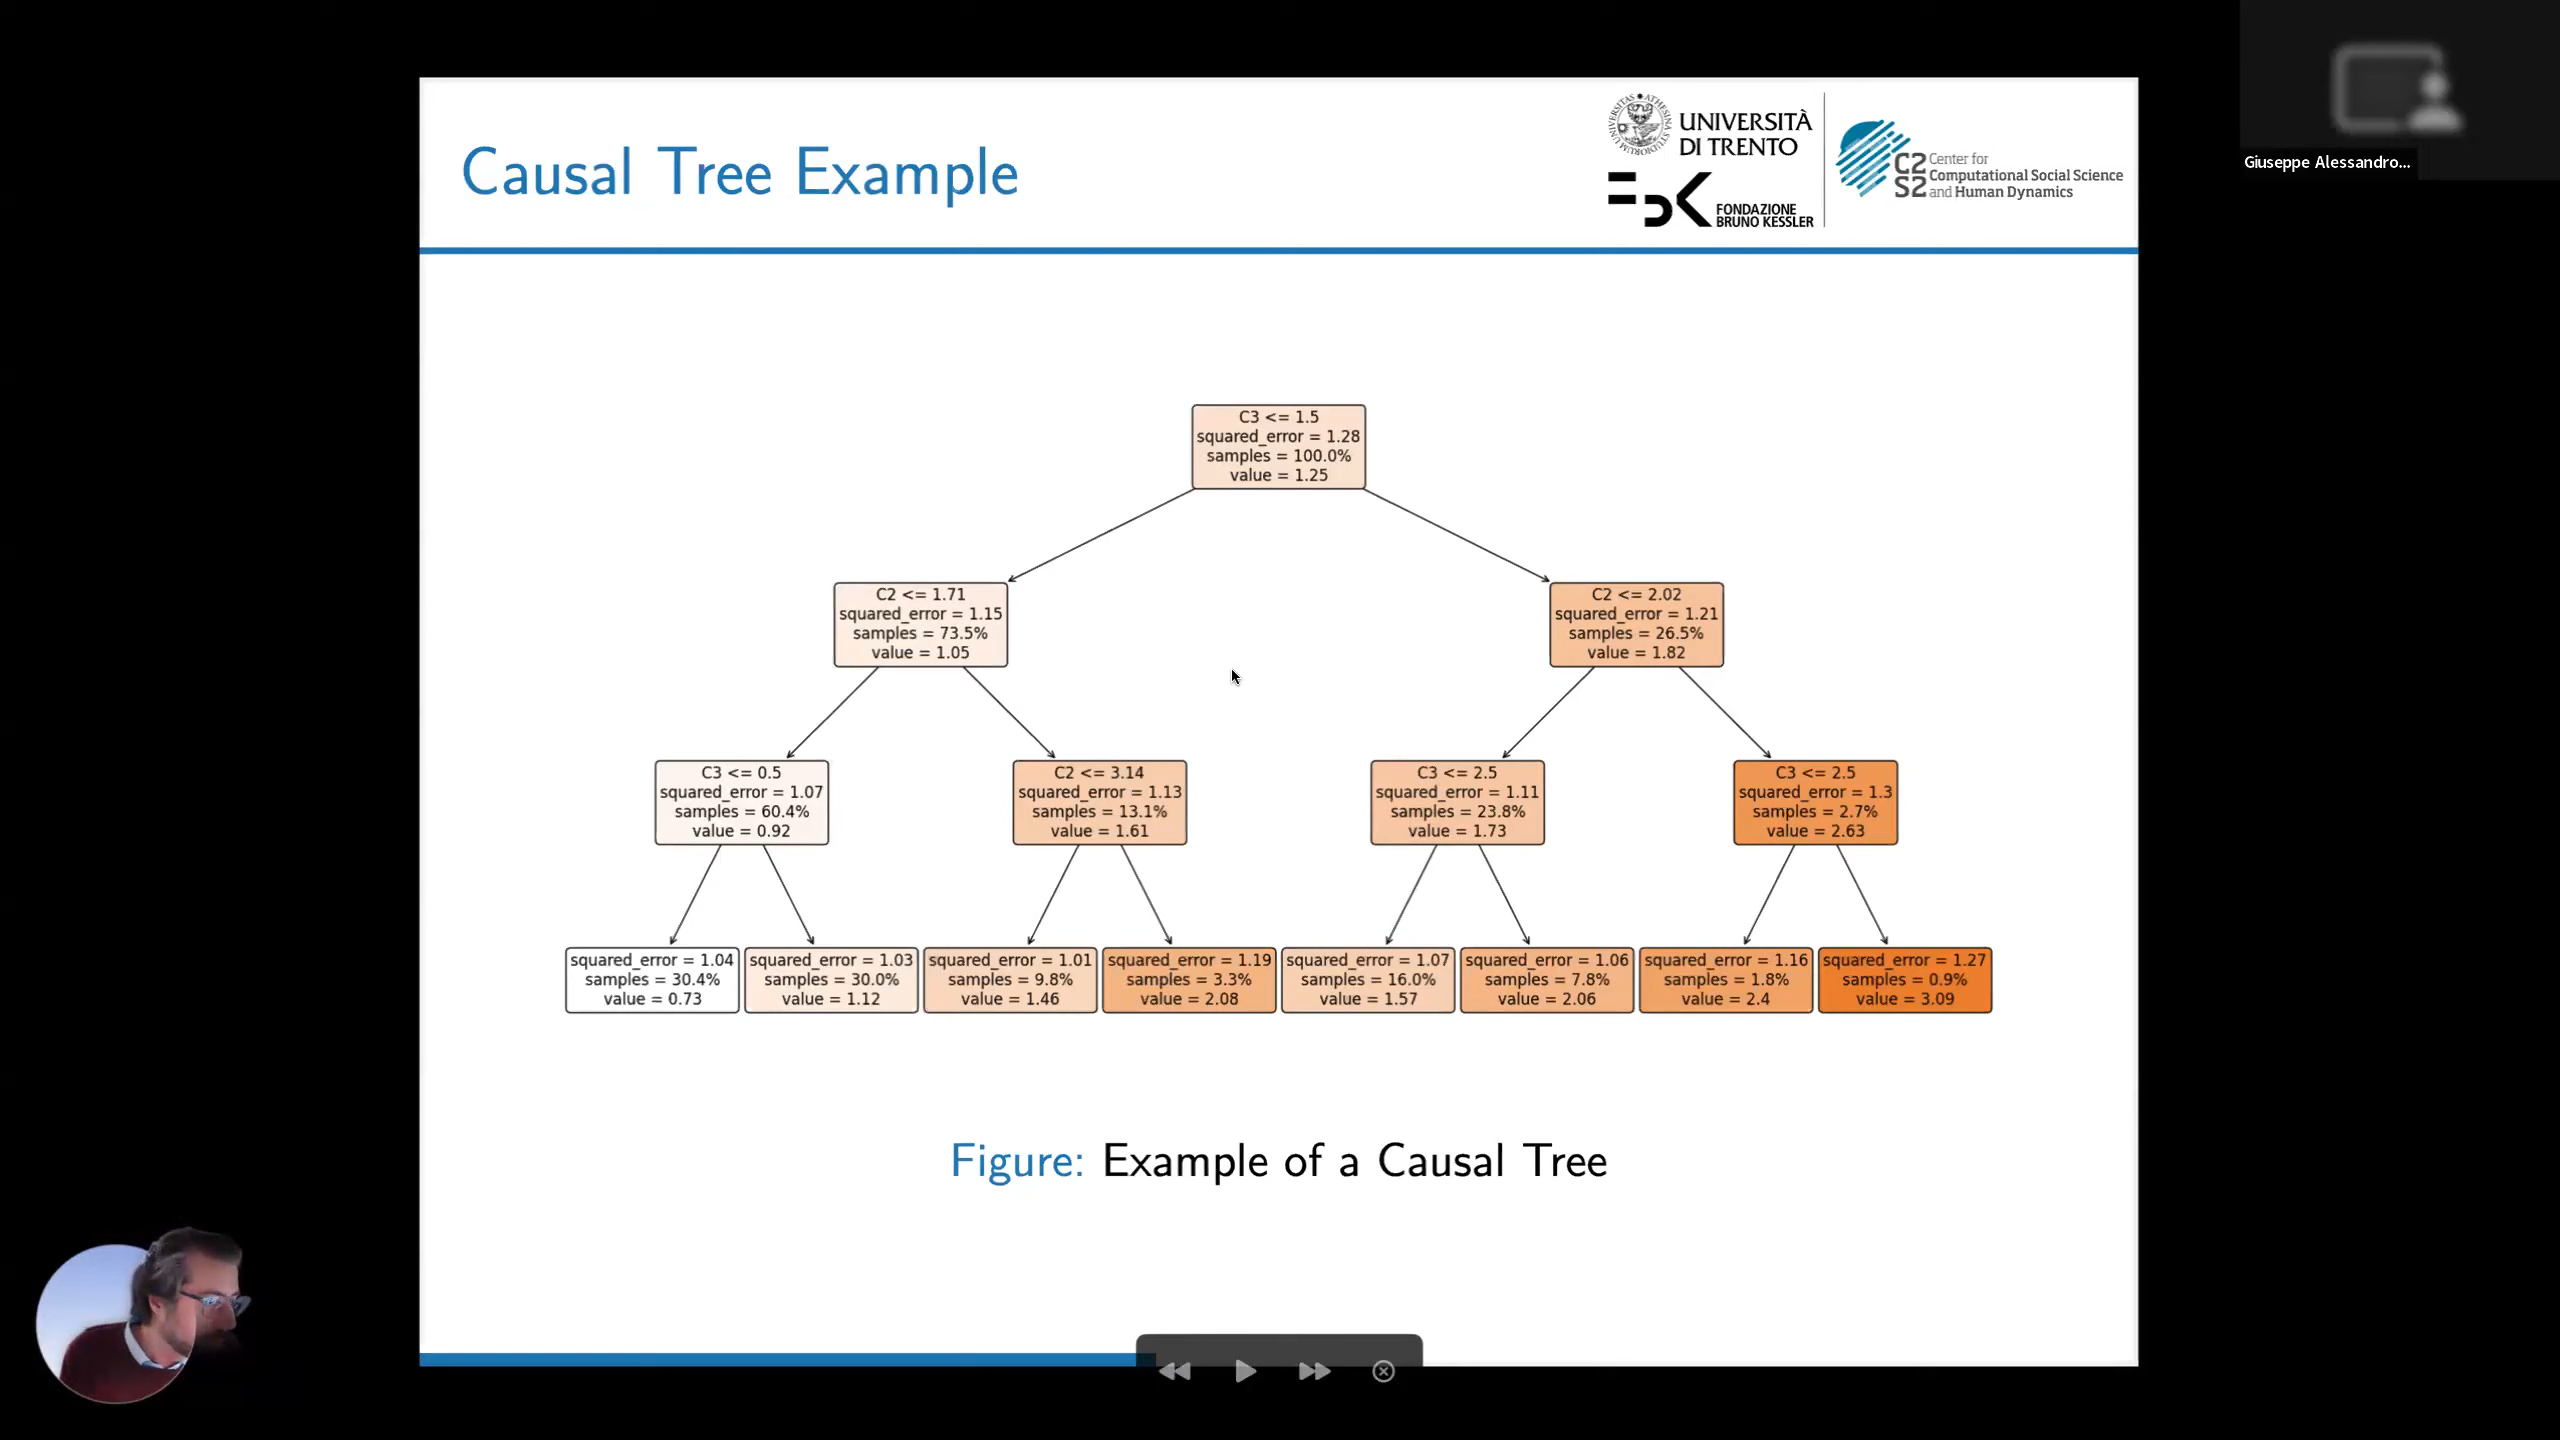 Giuseppe Alessandro...
Causal Tree Example
UNIVERSITÀ
DI TRENTO
FBK
FONDAZIONE
BRUNO KESSLER
C2
S2
Center for
Computational Social Science
and Human Dynamics
C3 <= 1.5
squared_error = 1.28
samples = 100.0%
value = 1.25
C2 <= 1.71
squared_error = 1.15
samples = 73.5%
value = 1.05
C2 <= 2.02
squared_error = 1.21
samples = 26.5%
value = 1.82
C3 <= 0.5
squared_error = 1.07
samples = 60.4%
value = 0.92
C2 <= 3.14
squared_error = 1.13
samples = 13.1%
value = 1.61
C3 <= 2.5
squared_error = 1.11
samples = 23.8%
value = 1.73
C3 <= 2.5
squared_error = 1.3
samples = 2.7%
value = 2.63
squared_error = 1.04
samples = 30.4%
value = 0.73
squared_error = 1.03
samples = 30.0%
value = 1.12
squared_error = 1.01
samples = 9.8%
value = 1.46
squared_error = 1.19
samples = 3.3%
value = 2.08
squared_error = 1.07
samples = 16.0%
value = 1.57
squared_error = 1.06
samples = 7.8%
value = 2.06
squared_error = 1.16
samples = 1.8%
value = 2.4
squared_error = 1.27
samples = 0.9%
value = 3.09
Figure: Example of a Causal Tree